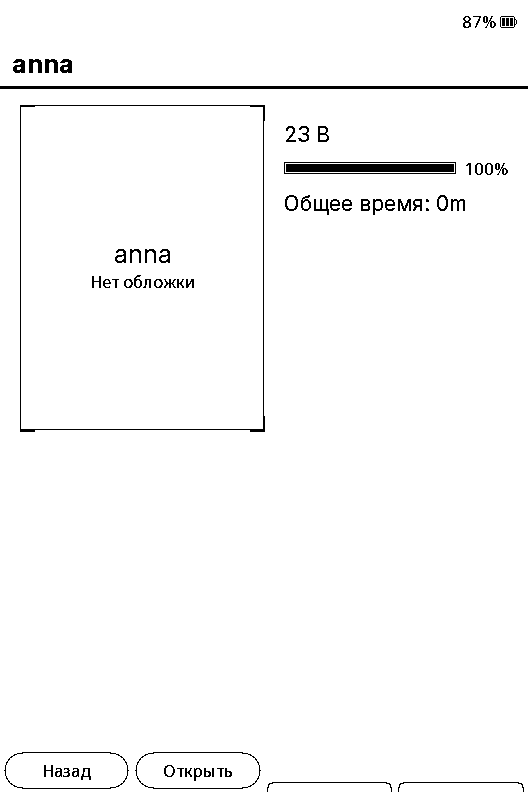 87%
anna
23 B
100%
Общее время: 0m
anna
Нет обложки
Назад
Открыть